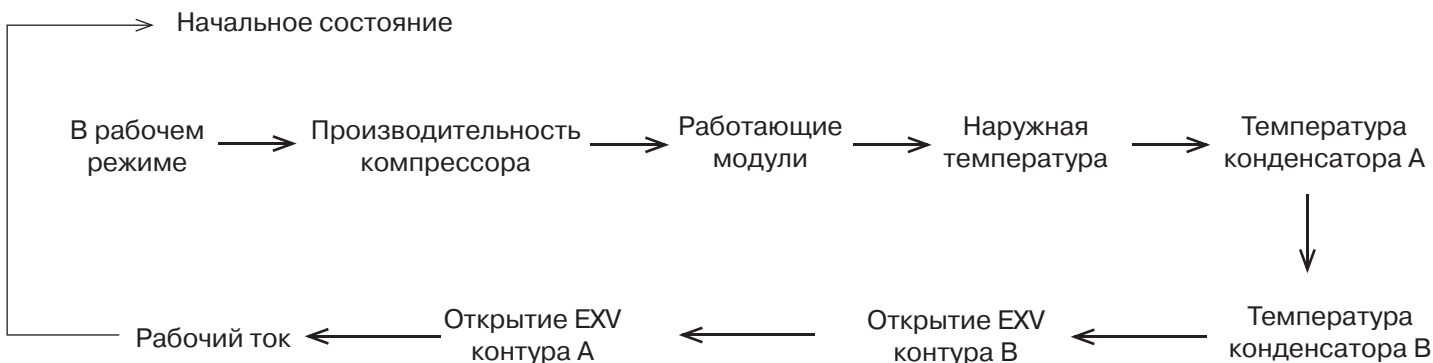 Начальное состояние
В рабочем
режиме
Производительность
компрессора
Работающие
модули
Наружная
температура
Температура
конденсатора А
Температура
конденсатора В
Открытие EXV
контура В
Открытие EXV
контура А
Рабочий ток